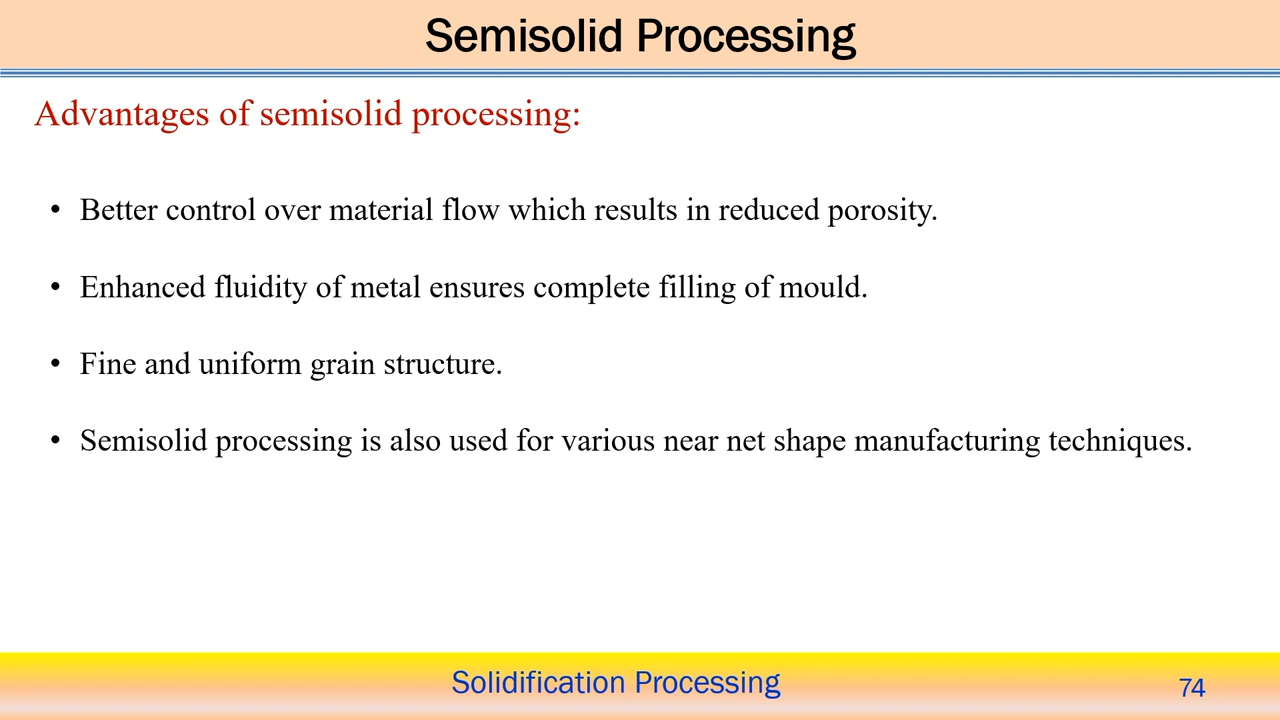 Semisolid Processing
Advantages of semisolid processing:
• Better control over material flow which results in reduced porosity.
• Enhanced fluidity of metal ensures complete filling of mould.
• Fine and uniform grain structure.
• Semisolid processing is also used for various near net shape manufacturing techniques.
Solidification Processing
74